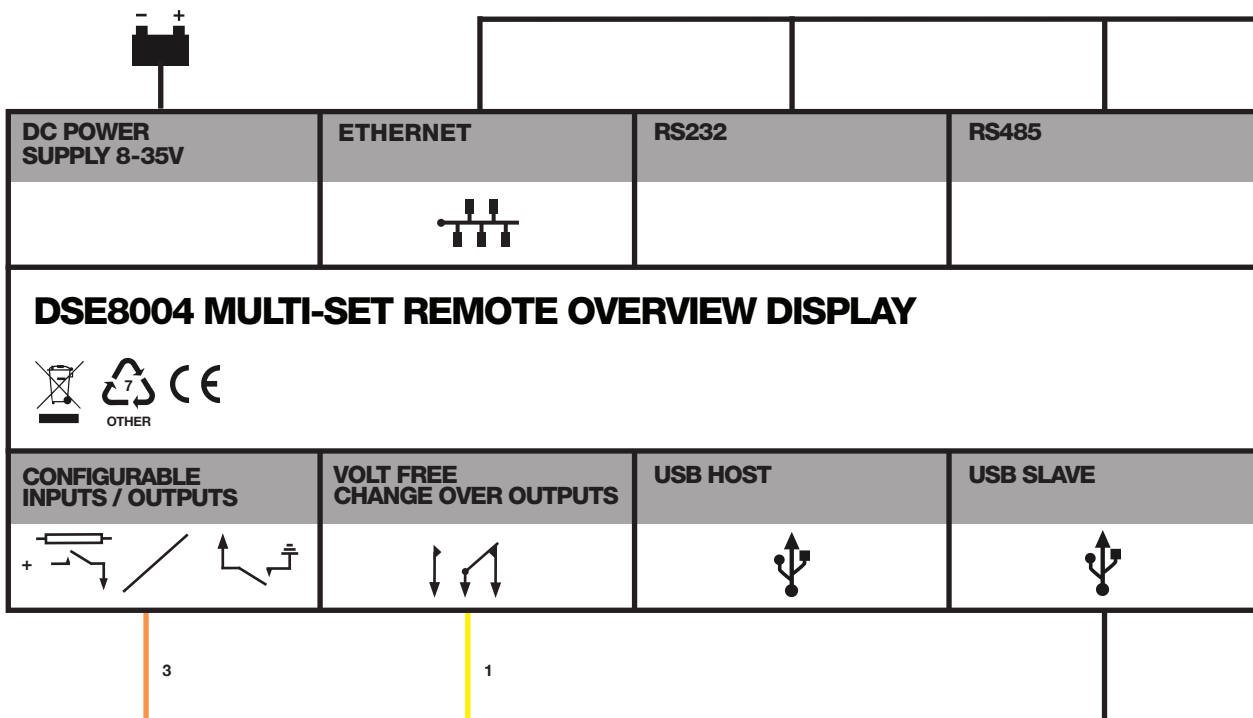 - +
DC POWER
SUPPLY 8-35V
ETHERNET
RS232
RS485
DSE8004 MULTI-SET REMOTE OVERVIEW DISPLAY
7
OTHER
CE
CONFIGURABLE
INPUTS / OUTPUTS
VOLT FREE
CHANGE OVER OUTPUTS
USB HOST
USB SLAVE
+
3
1